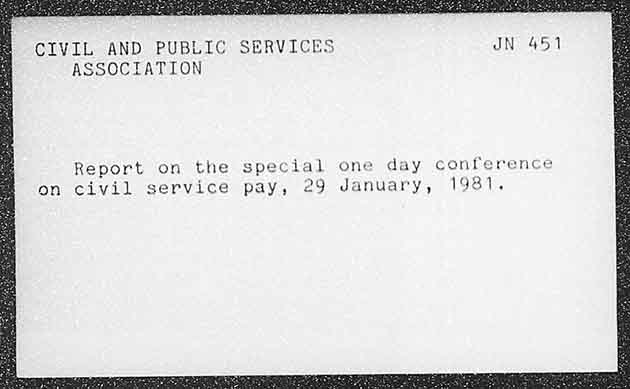 CIVIL AND PUBLIC SERVICES JN 451
ASSOCIATION
Report on the special one day conference
on civil service pay, 29 January, 1981.